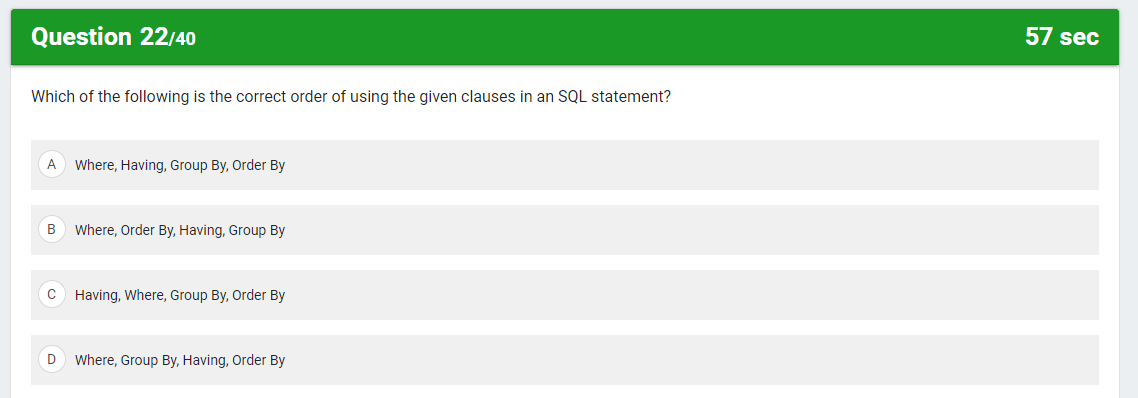 Question 22/40 57 sec
Which of the following is the correct order of using the given clauses in an SQL statement?
A Where, Having, Group By, Order By
B Where, Order By, Having, Group By
C Having, Where, Group By, Order By
D Where, Group By, Having, Order By